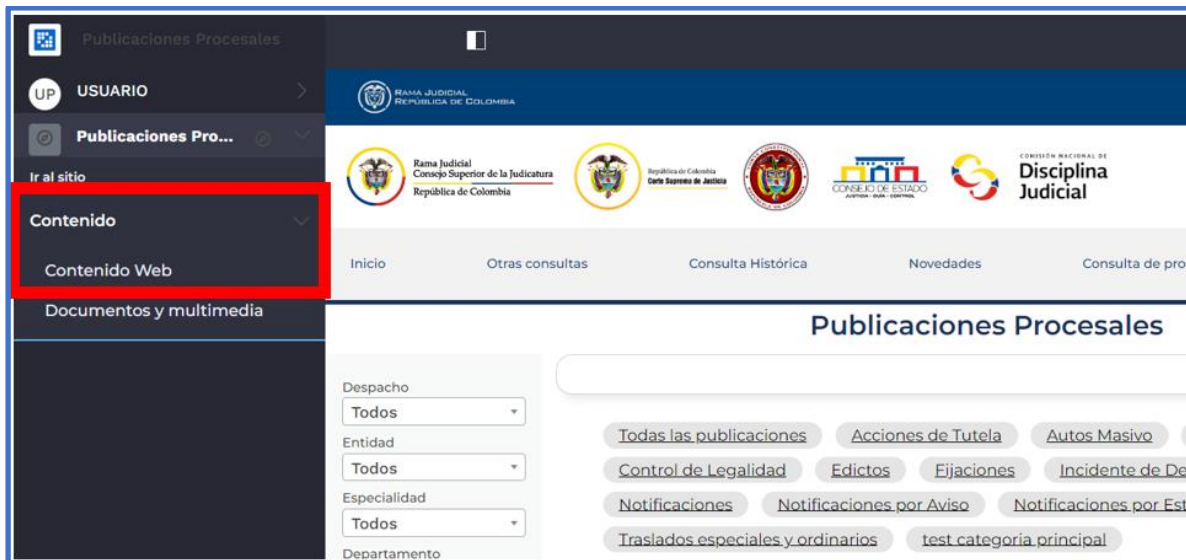 Publicaciones Procesales
UP USUARIO
Publicaciones Pro...
Ir al sitio
Contenido
Contenido Web
Documentos y multimedia
RAMA JUDICIAL
REPÚBLICA DE COLOMBIA
Rama Judicial
Consejo Superior de la Judicatura
República de Colombia
República de Colombia
Corte Suprema de Justicia
CONSEJO DE ESTADO
JUSTICIA - GUÍA - CONTROL
COMISIÓN NACIONAL DE
Disciplina
Judicial
Inicio Otras consultas Consulta Histórica Novedades Consulta de pro
Publicaciones Procesales
Despacho
Todos
Entidad
Todos
Especialidad
Todos
Departamento
Todas las publicaciones Acciones de Tutela Autos Masivo
Control de Legalidad Edictos Fijaciones Incidente de De
Notificaciones Notificaciones por Aviso Notificaciones por Est
Traslados especiales y ordinarios test categoria principal